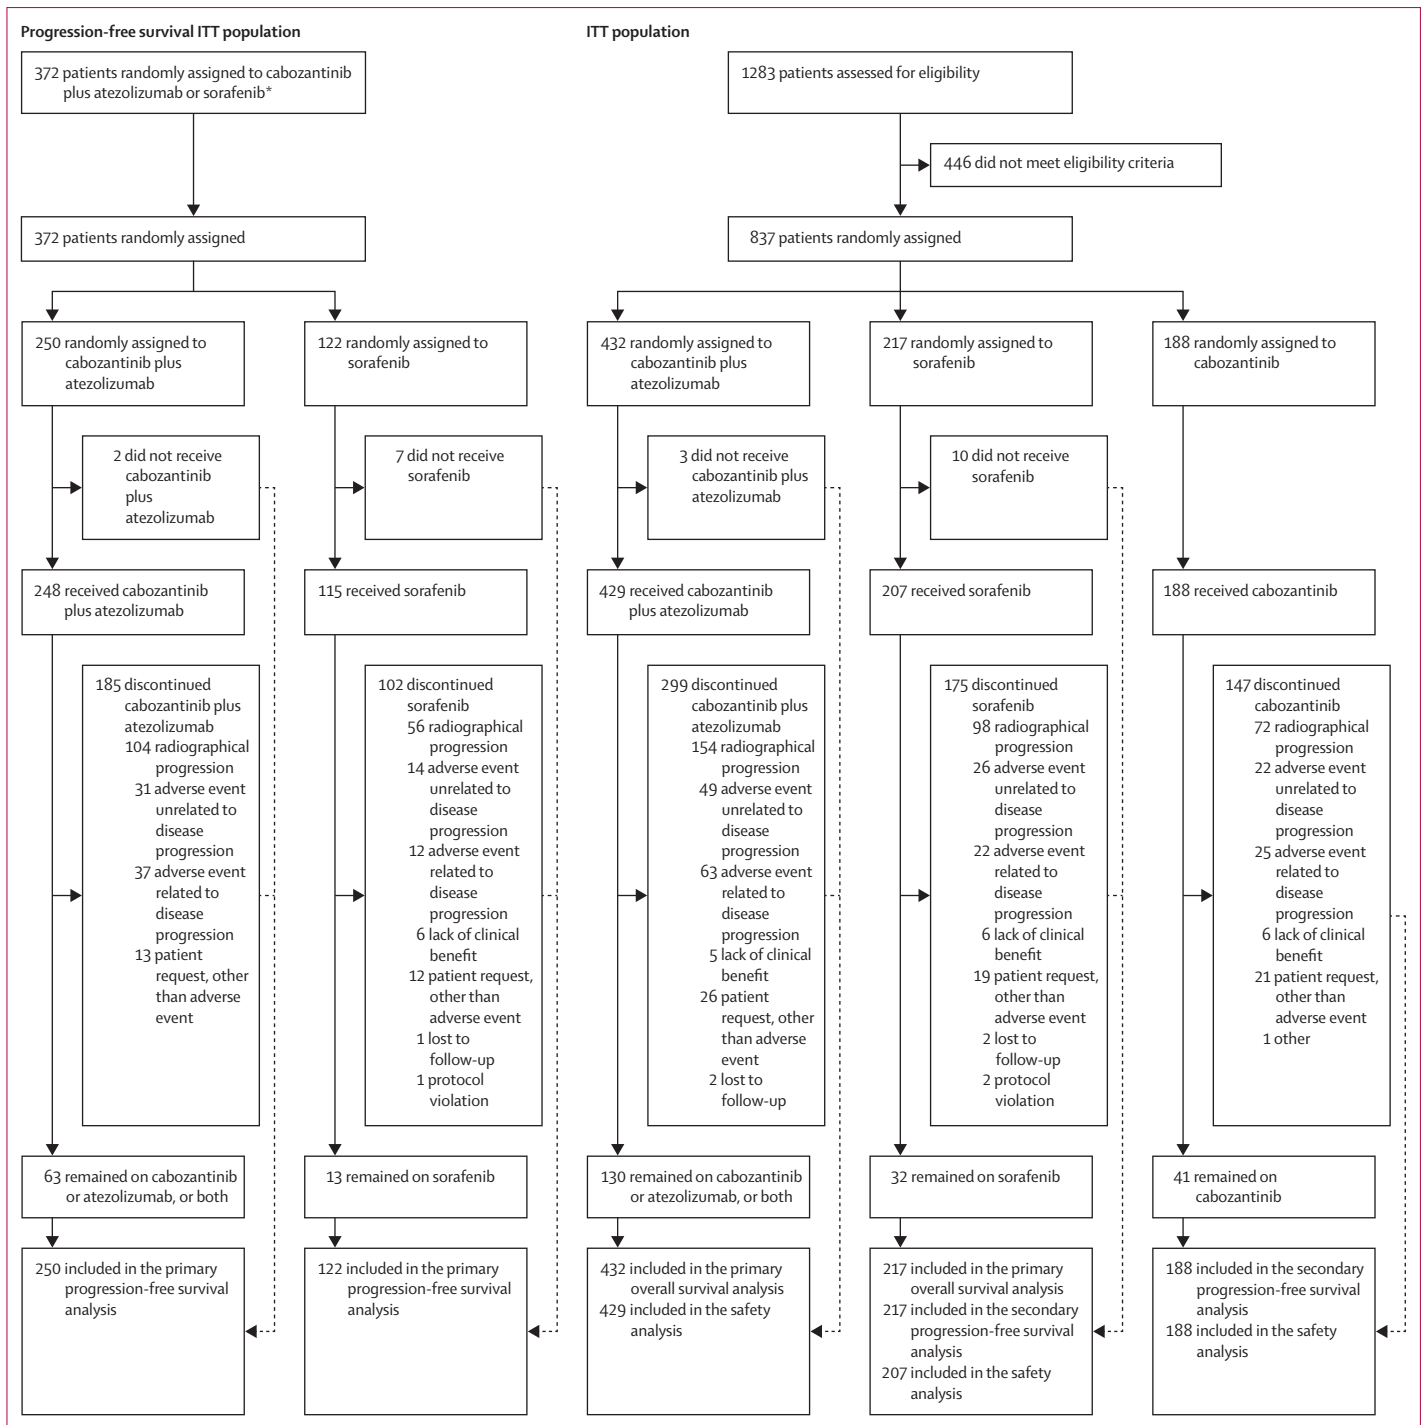 Progression-free survival ITT population
ITT population
372 patients randomly assigned to cabozantinib
plus atezolizumab or sorafenib*
1283 patients assessed for eligibility
446 did not meet eligibility criteria
372 patients randomly assigned
837 patients randomly assigned
250 randomly assigned to
cabozantinib plus
atezolizumab
122 randomly assigned to
sorafenib
432 randomly assigned to
cabozantinib plus
atezolizumab
217 randomly assigned to
sorafenib
188 randomly assigned to
cabozantinib
2 did not receive
cabozantinib
plus
atezolizumab
7 did not receive
sorafenib
3 did not receive
cabozantinib plus
atezolizumab
10 did not receive
sorafenib
248 received cabozantinib
plus atezolizumab
115 received sorafenib
429 received cabozantinib
plus atezolizumab
207 received sorafenib
188 received cabozantinib
185 discontinued
cabozantinib plus
atezolizumab
104 radiographical
progression
31 adverse event
unrelated to
disease
progression
37 adverse event
related to
disease
progression
13 patient
request, other
than adverse
event
102 discontinued
sorafenib
56 radiographical
progression
14 adverse event
unrelated to
disease
progression
12 adverse event
related to
disease
progression
6 lack of clinical
benefit
12 patient request,
other than
adverse event
1 lost to
follow-up
1 protocol
violation
299 discontinued
cabozantinib plus
atezolizumab
154 radiographical
progression
49 adverse event
unrelated to
disease
progression
63 adverse event
related to
disease
progression
5 lack of clinical
benefit
26 patient
request, other
than adverse
event
2 lost to
follow-up
175 discontinued
sorafenib
98 radiographical
progression
26 adverse event
unrelated to
disease
progression
22 adverse event
related to
disease
progression
6 lack of clinical
benefit
19 patient request,
other than
adverse event
2 lost to
follow-up
2 protocol
violation
147 discontinued
cabozantinib
72 radiographical
progression
22 adverse event
unrelated to
disease
progression
25 adverse event
related to
disease
progression
6 lack of clinical
benefit
21 patient request,
other than
adverse event
1 other
63 remained on cabozantinib
or atezolizumab, or both
13 remained on sorafenib
130 remained on cabozantinib
or atezolizumab, or both
32 remained on sorafenib
41 remained on
cabozantinib
250 included in the primary
progression-free survival
analysis
122 included in the primary
progression-free survival
analysis
432 included in the primary
overall survival analysis
429 included in the safety
analysis
217 included in the primary
overall survival analysis
217 included in the secondary
progression-free survival
analysis
207 included in the safety
analysis
188 included in the secondary
progression-free survival
analysis
188 included in the safety
analysis